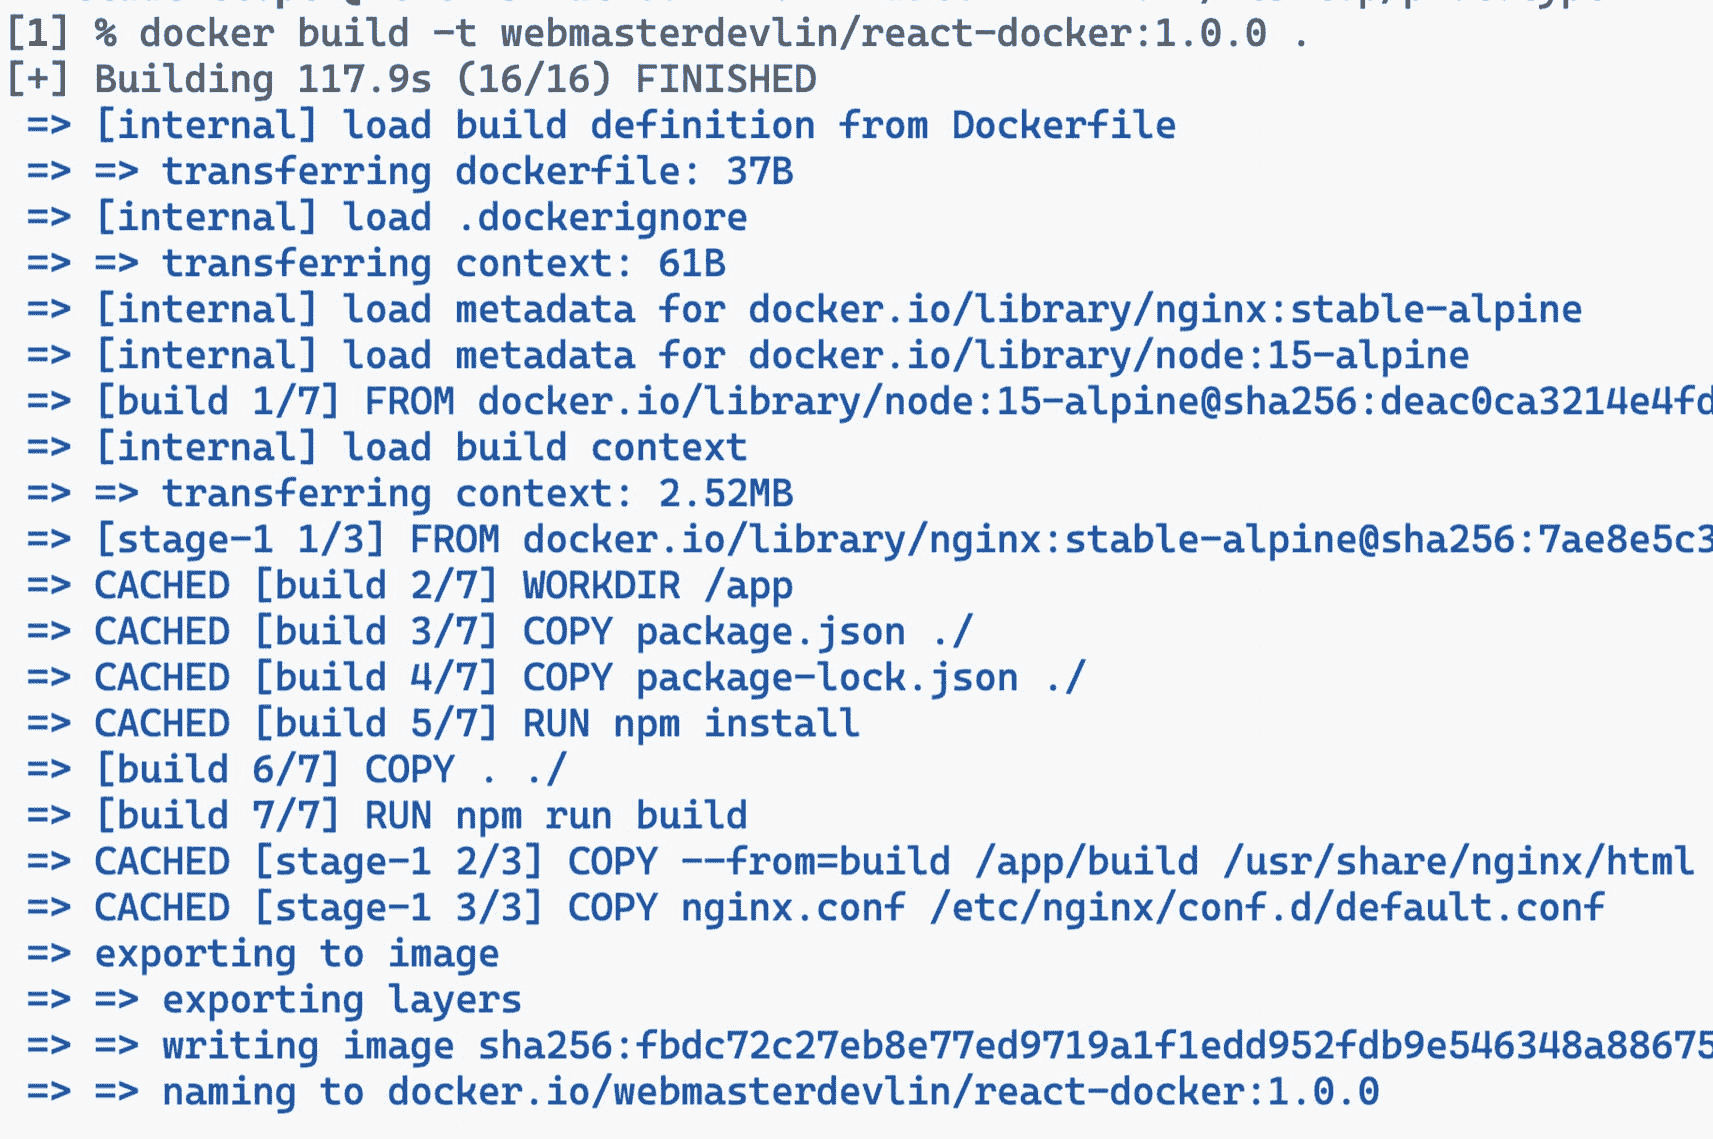 [1] % docker build -t webmasterdevlin/react-docker:1.0.0 .
[+] Building 117.9s (16/16) FINISHED
=> [internal] load build definition from Dockerfile
=> => transferring dockerfile: 37B
=> [internal] load .dockerignore
=> => transferring context: 61B
=> [internal] load metadata for docker.io/library/nginx:stable-alpine
=> [internal] load metadata for docker.io/library/node:15-alpine
=> [build 1/7] FROM docker.io/library/node:15-alpine@sha256:deac0ca3214e4fd
=> [internal] load build context
=> => transferring context: 2.52MB
=> [stage-1 1/3] FROM docker.io/library/nginx:stable-alpine@sha256:7ae8e5c3
=> CACHED [build 2/7] WORKDIR /app
=> CACHED [build 3/7] COPY package.json ./
=> CACHED [build 4/7] COPY package-lock.json ./
=> CACHED [build 5/7] RUN npm install
=> [build 6/7] COPY . ./
=> [build 7/7] RUN npm run build
=> CACHED [stage-1 2/3] COPY --from=build /app/build /usr/share/nginx/html
=> CACHED [stage-1 3/3] COPY nginx.conf /etc/nginx/conf.d/default.conf
=> exporting to image
=> => exporting layers
=> => writing image sha256:fbdc72c27eb8e77ed9719a1f1edd952fdb9e546348a88675
=> => naming to docker.io/webmasterdevlin/react-docker:1.0.0